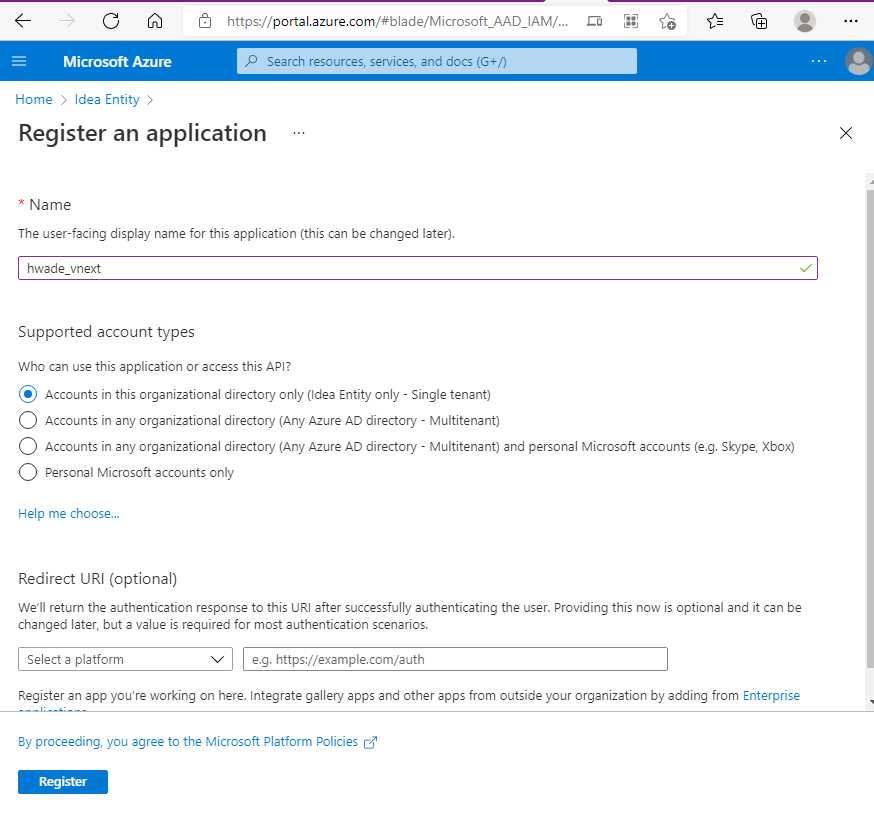 https://portal.azure.com/#blade/Microsoft_AAD_IAM/...
Microsoft Azure
Search resources, services, and docs (G+/)
Home > Idea Entity >
Register an application ...
* Name
The user-facing display name for this application (this can be changed later).
hwade_vnext
Supported account types
Who can use this application or access this API?
Accounts in this organizational directory only (Idea Entity only - Single tenant)
Accounts in any organizational directory (Any Azure AD directory - Multitenant)
Accounts in any organizational directory (Any Azure AD directory - Multitenant) and personal Microsoft accounts (e.g. Skype, Xbox)
Personal Microsoft accounts only
Help me choose...
Redirect URI (optional)
We'll return the authentication response to this URI after successfully authenticating the user. Providing this now is optional and it can be
changed later, but a value is required for most authentication scenarios.
Select a platform
e.g. https://example.com/auth
Register an app you're working on here. Integrate gallery apps and other apps from outside your organization by adding from Enterprise
applications.
By proceeding, you agree to the Microsoft Platform Policies
Register